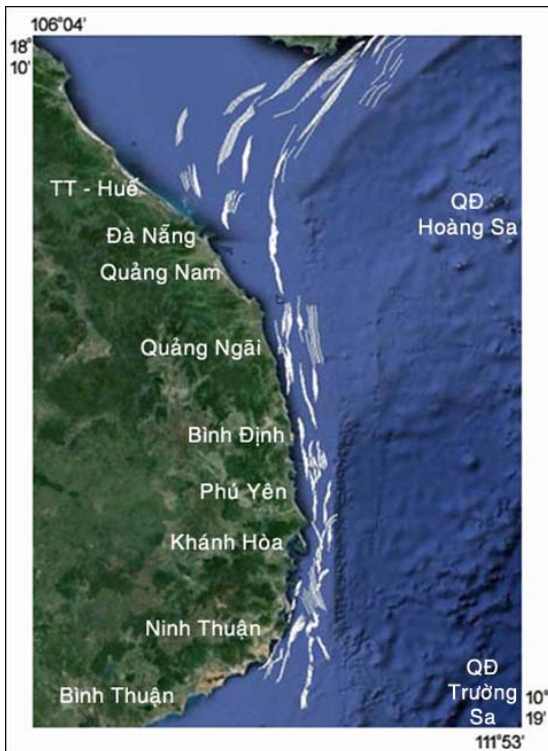 106°04'
18°
10'
TT - Huế
QĐ
Hoàng Sa
Đà Nẵng
Quảng Nam
Quảng Ngãi
Bình Định
Phú Yên
Khánh Hòa
Ninh Thuận
QĐ
Trường
Sa
Bình Thuận
10°
19'
111°53'